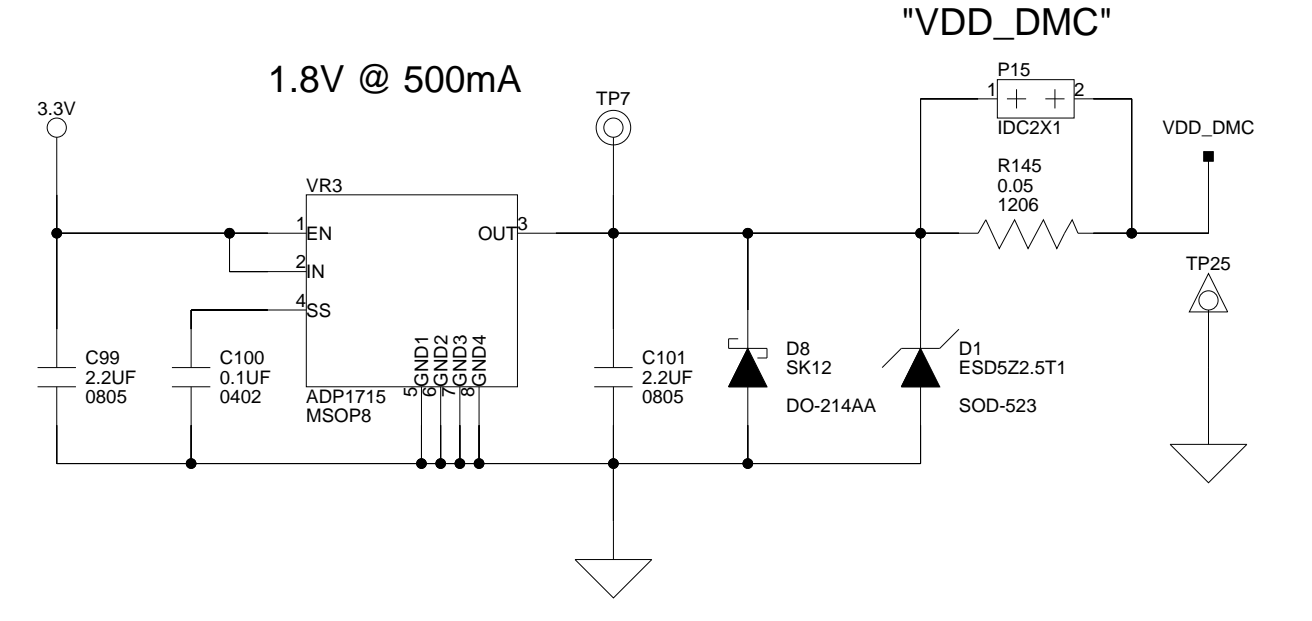 "VDD_DMC"
1.8V @ 500mA
3.3V
TP7
P15
1
2
IDC2X1
VDD_DMC
R145
0.05
1206
VR3
1
EN
2
IN
4
SS
OUT
3
GND1
GND2
GND3
GND4
5
6
7
8
ADP1715
MSOP8
C99
2.2UF
0805
C100
0.1UF
0402
C101
2.2UF
0805
D8
SK12
DO-214AA
D1
ESD5Z2.5T1
SOD-523
TP25